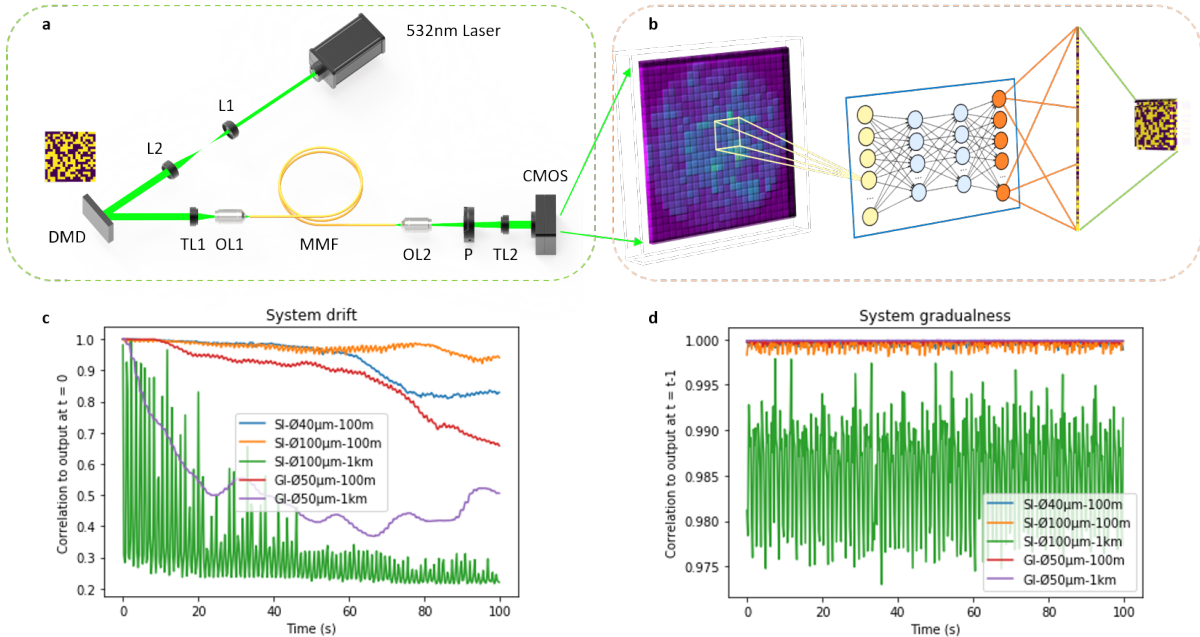 a
532nm Laser
L1
L2
CMOS
DMD
TL1
OL1
MMF
OL2
P
TL2
b
...
...
...
...
c
System drift
Correlation to output at t = 0
1.0
0.9
0.8
0.7
0.6
0.5
0.4
0.3
0.2
SI-Ø40μm-100m
SI-Ø100μm-100m
SI-Ø100μm-1km
GI-Ø50μm-100m
GI-Ø50μm-1km
0 20 40 60 80 100
Time (s)
d
System gradualness
Correlation to output at t = t-1
1.000
0.995
0.990
0.985
0.980
0.975
SI-Ø40μm-100m
SI-Ø100μm-100m
SI-Ø100μm-1km
GI-Ø50μm-100m
GI-Ø50μm-1km
0 20 40 60 80 100
Time (s)